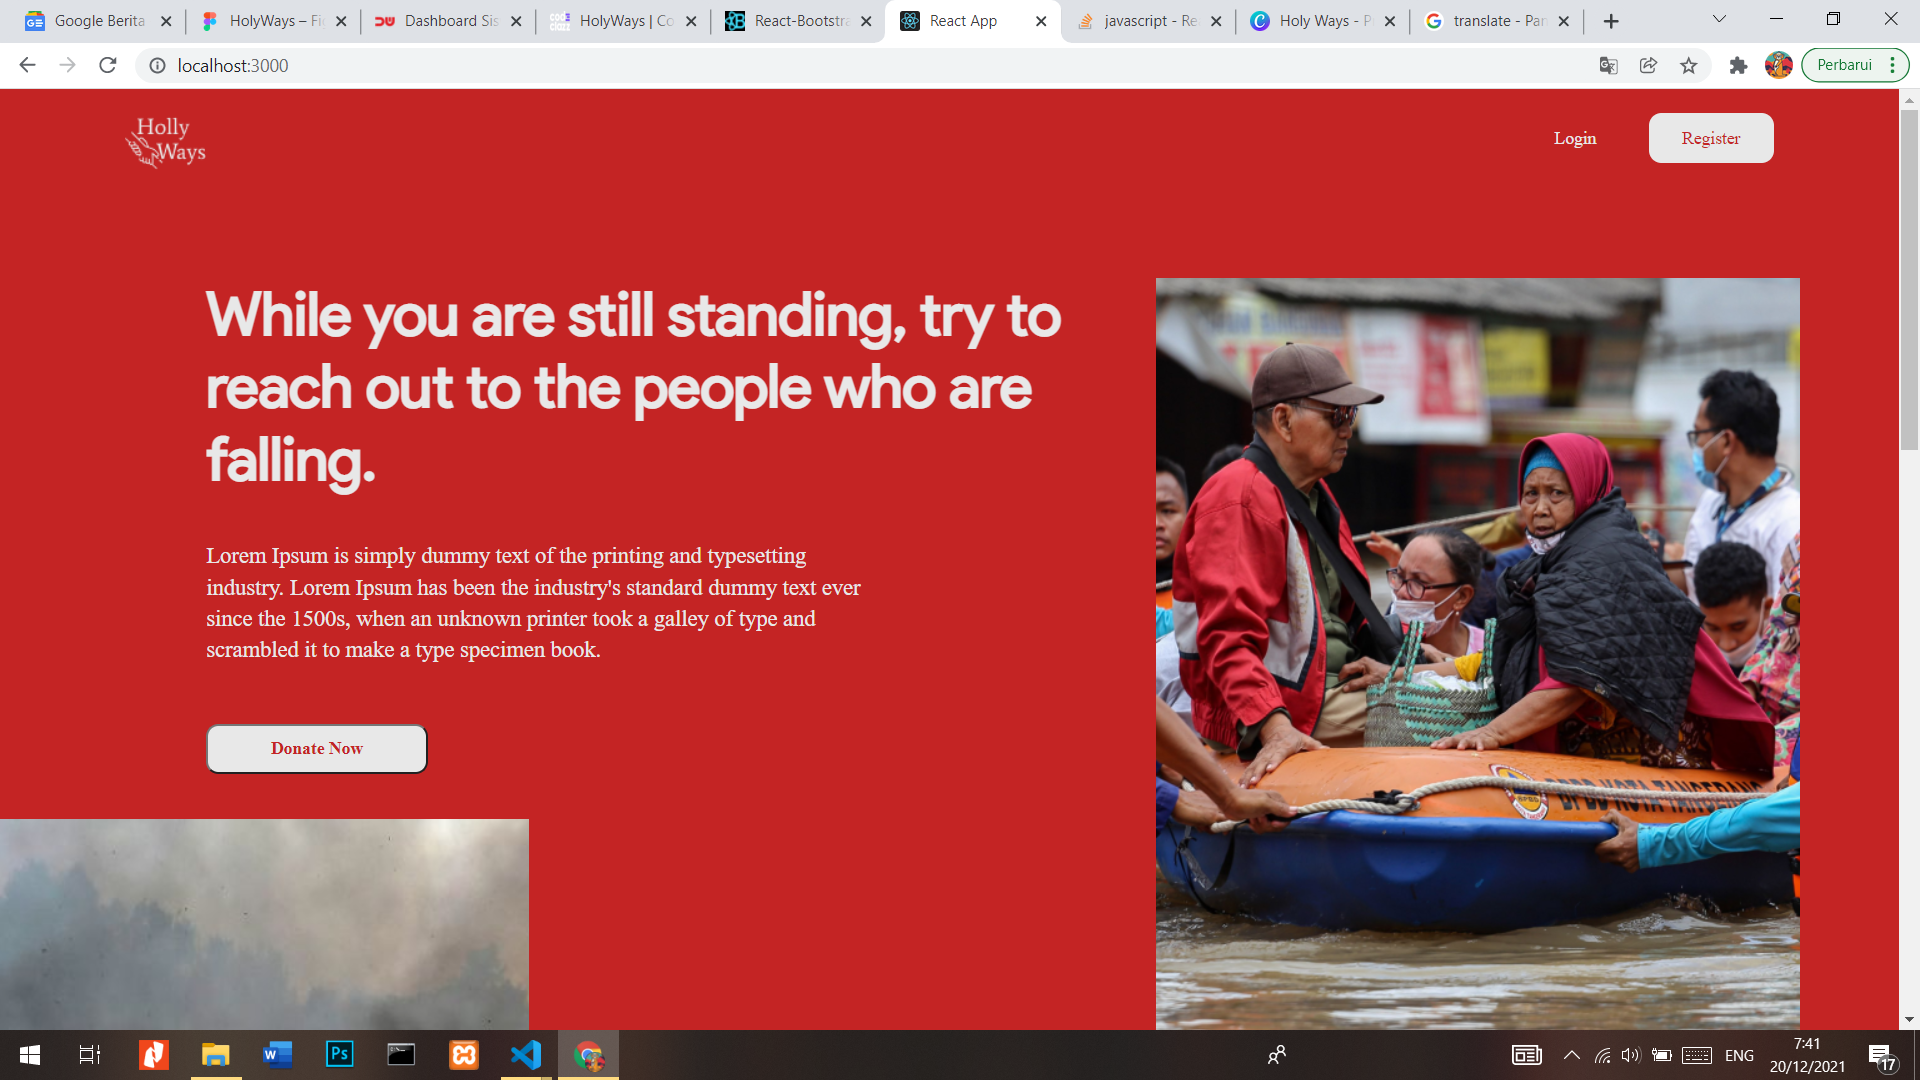 Google Berita
HolyWays – Fi
Dashboard Sis
HolyWays | Co
React-Bootstra
React App
javascript - Re
Holy Ways - P
translate - Pan
localhost:3000
Perbarui
Holly
Ways
Login
Register
While you are still standing, try to
reach out to the people who are
falling.
Lorem Ipsum is simply dummy text of the printing and typesetting
industry. Lorem Ipsum has been the industry's standard dummy text ever
since the 1500s, when an unknown printer took a galley of type and
scrambled it to make a type specimen book.
Donate Now
BPBD KOTA TANGERANG
ENG
7:41
20/12/2021
17